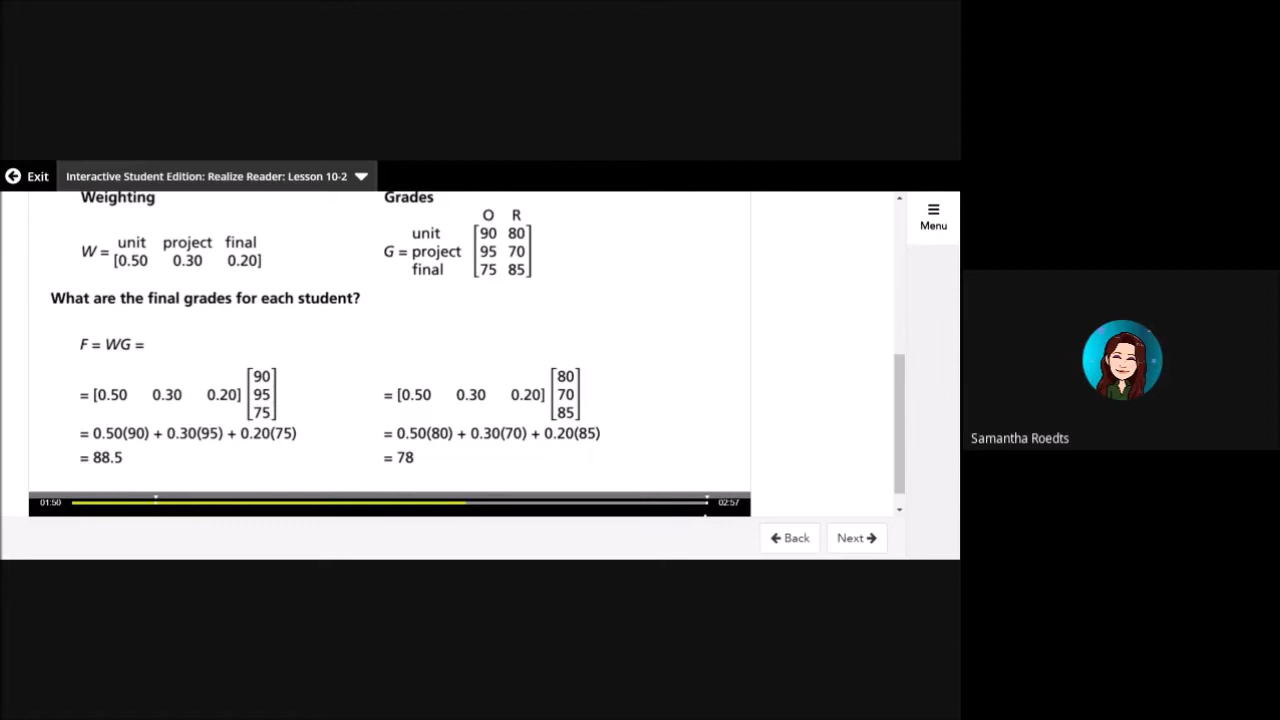 Exit Interactive Student Edition: Realize Reader: Lesson 10-2
Menu
Weighting
unit project final
W = [0.50 0.30 0.20]
Grades
O R
unit [90 80]
G = project 95 70
final [75 85]
What are the final grades for each student?
F = WG =
= [0.50 0.30 0.20] [90 95 75]
= 0.50(90) + 0.30(95) + 0.20(75)
= 88.5
= [0.50 0.30 0.20] [80 70 85]
= 0.50(80) + 0.30(70) + 0.20(85)
= 78
01:50 02:57
Back Next
Samantha Roedts